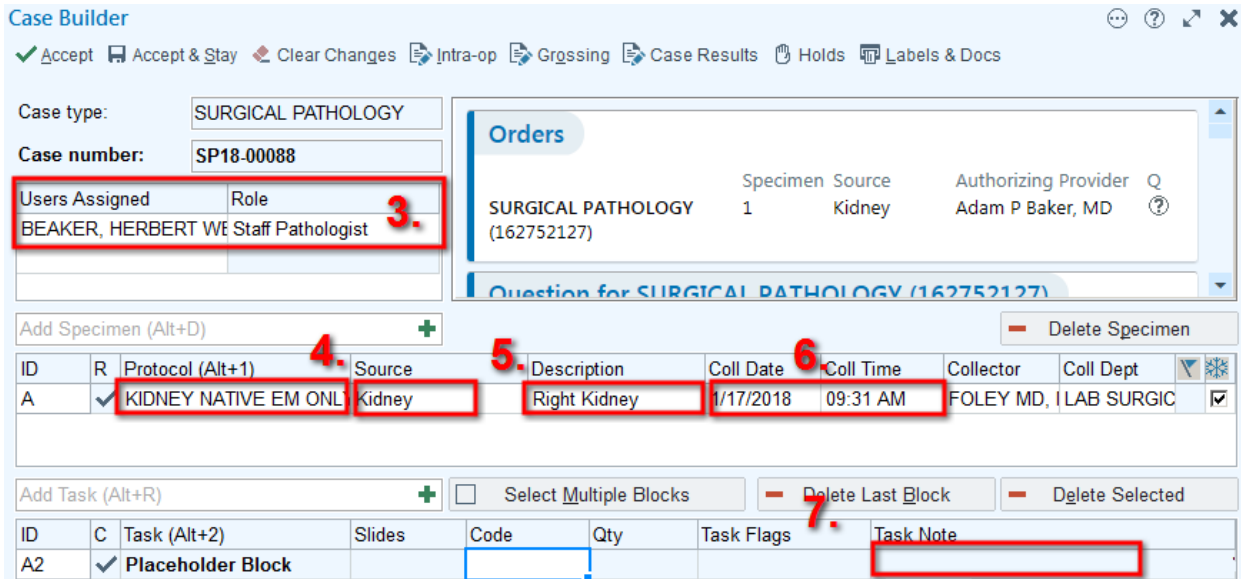 Case Builder
Accept Accept & Stay Clear Changes Intra-op Grossing Case Results Holds Labels & Docs
Case type: SURGICAL PATHOLOGY
Case number: SP18-00088
Users Assigned Role
BEAKER, HERBERT WE Staff Pathologist
3.
Orders
Specimen Source Authorizing Provider Q
SURGICAL PATHOLOGY 1 Kidney Adam P Baker, MD
(162752127)
Question for SURGICAL PATHOLOGY (162752127)
Add Specimen (Alt+D) Delete Specimen
4. 5. 6.
ID R Protocol (Alt+1) Source Description Coll Date Coll Time Collector Coll Dept
A KIDNEY NATIVE EM ONLY Kidney Right Kidney 1/17/2018 09:31 AM FOLEY MD, LAB SURGIC
Add Task (Alt+R) Select Multiple Blocks Delete Last Block Delete Selected
7.
ID C Task (Alt+2) Slides Code Qty Task Flags Task Note
A2 Placeholder Block